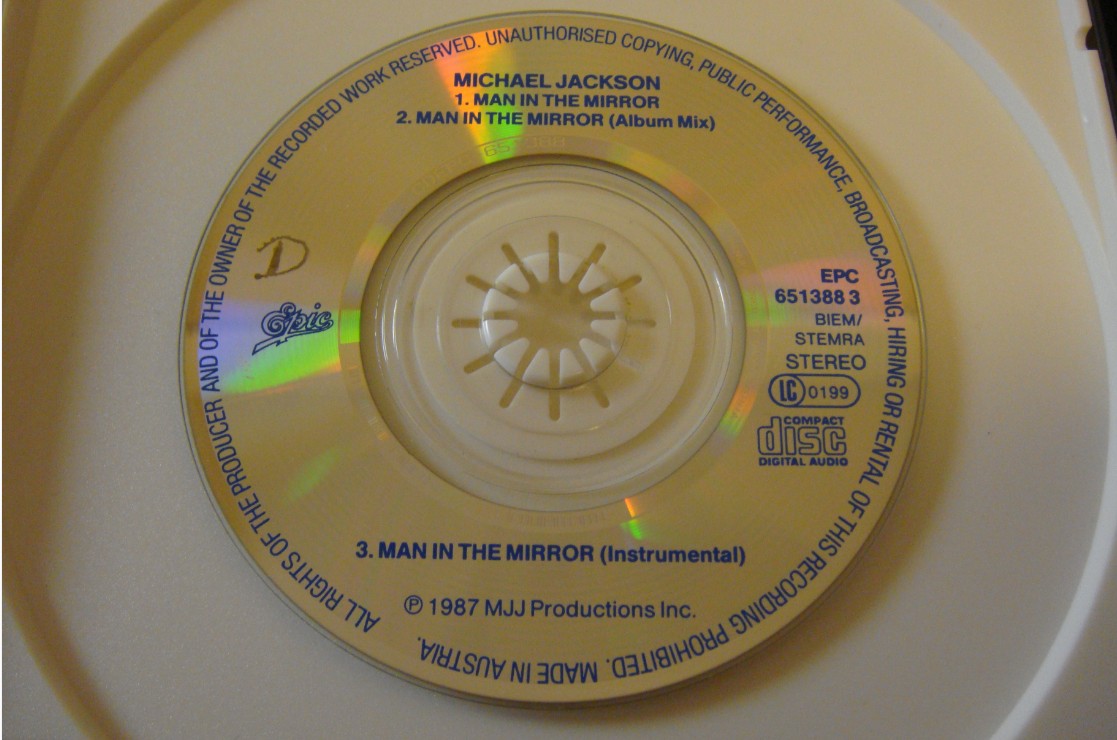 ALL RIGHTS OF THE PRODUCER AND OF THE OWNER OF THE RECORDED WORK RESERVED. UNAUTHORISED COPYING, PUBLIC PERFORMANCE, BROADCASTING, HIRING OR RENTAL OF THIS RECORDING PROHIBITED. MADE IN AUSTRIA.
MICHAEL JACKSON
1. MAN IN THE MIRROR
2. MAN IN THE MIRROR (Album Mix)
D
Epic
EPC
651388 3
BIEM/
STEMRA
STEREO
LC 0199
COMPACT
disc
DIGITAL AUDIO
3. MAN IN THE MIRROR (Instrumental)
℗ 1987 MJJ Productions Inc.